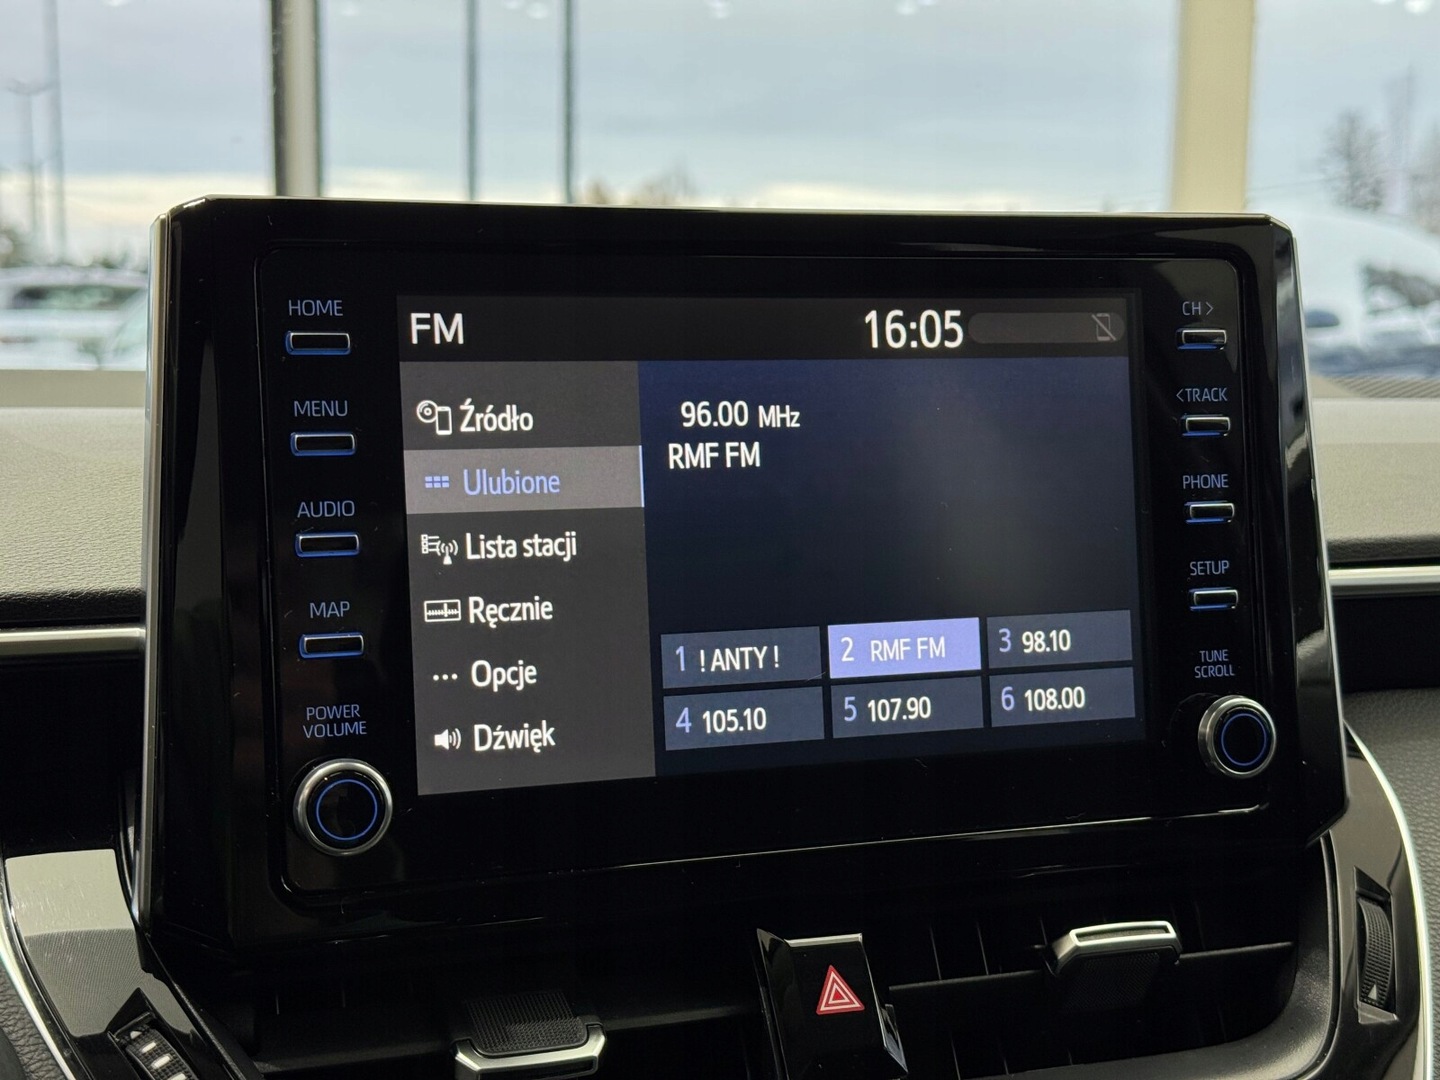 HOME
MENU
AUDIO
MAP
POWER
VOLUME
FM
16:05
Źródło
Ulubione
Lista stacji
Ręcznie
Opcje
Dźwięk
96.00 MHz
RMF FM
1 ! ANTY !
2 RMF FM
3 98.10
4 105.10
5 107.90
6 108.00
CH >
< TRACK
PHONE
SETUP
TUNE
SCROLL